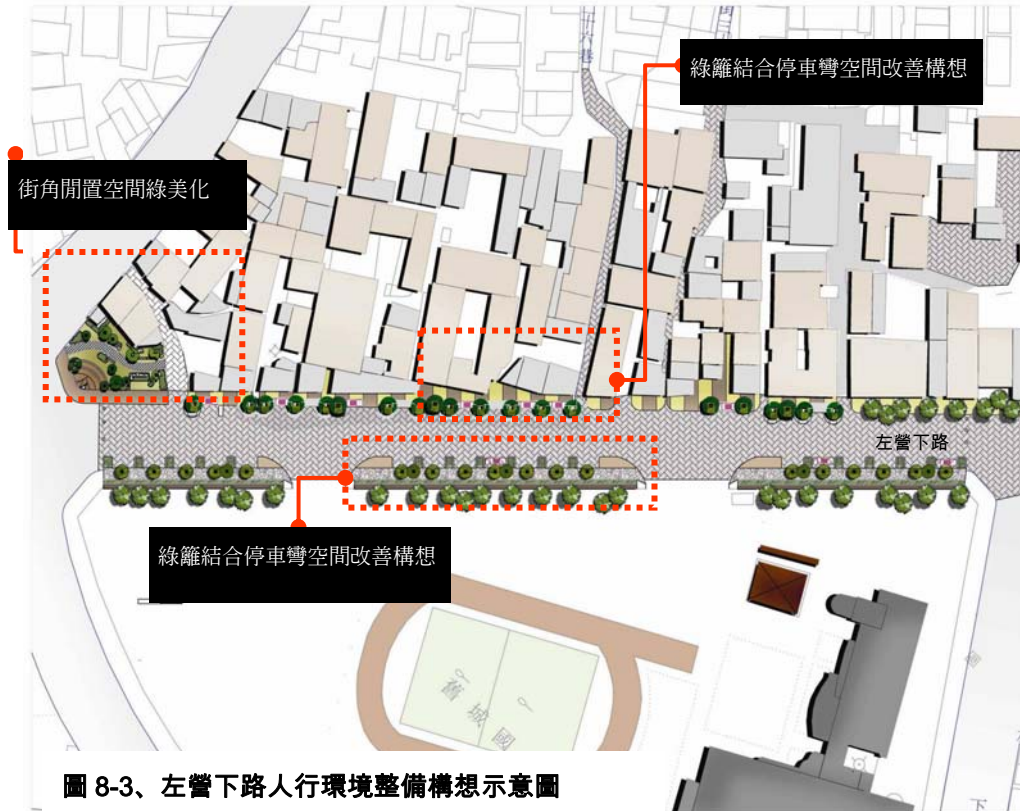 綠籬結合停車彎空間改善構想
街角閒置空間綠美化
左營下路
綠籬結合停車彎空間改善構想
舊城國
下
圖 8-3、左營下路人行環境整備構想示意圖